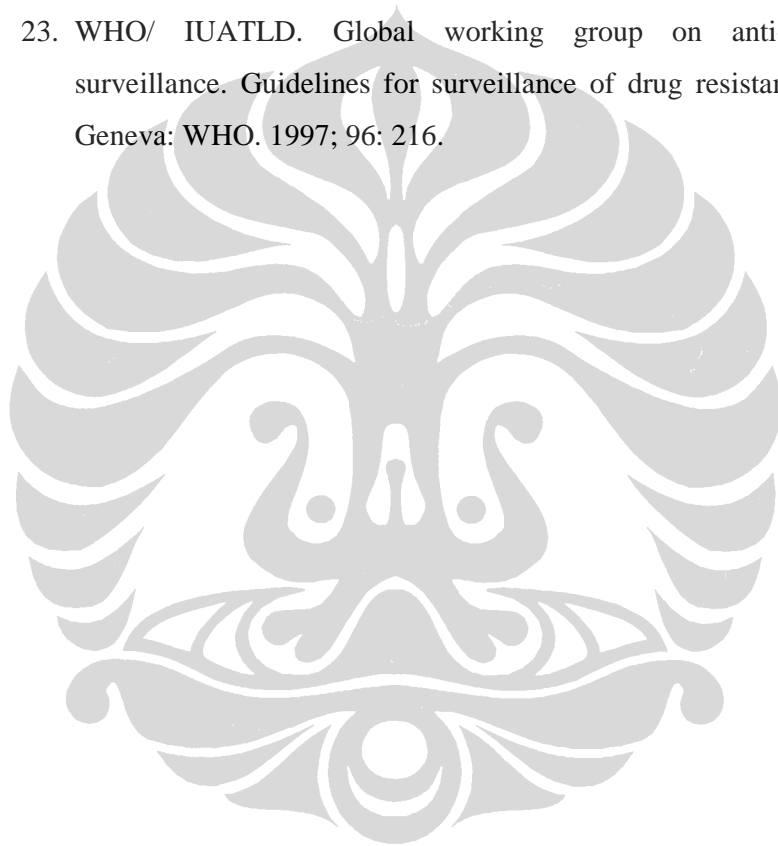 23. WHO/ IUATLD. Global working group on anti
surveillance. Guidelines for surveillance of drug resistan
Geneva: WHO. 1997; 96: 216.